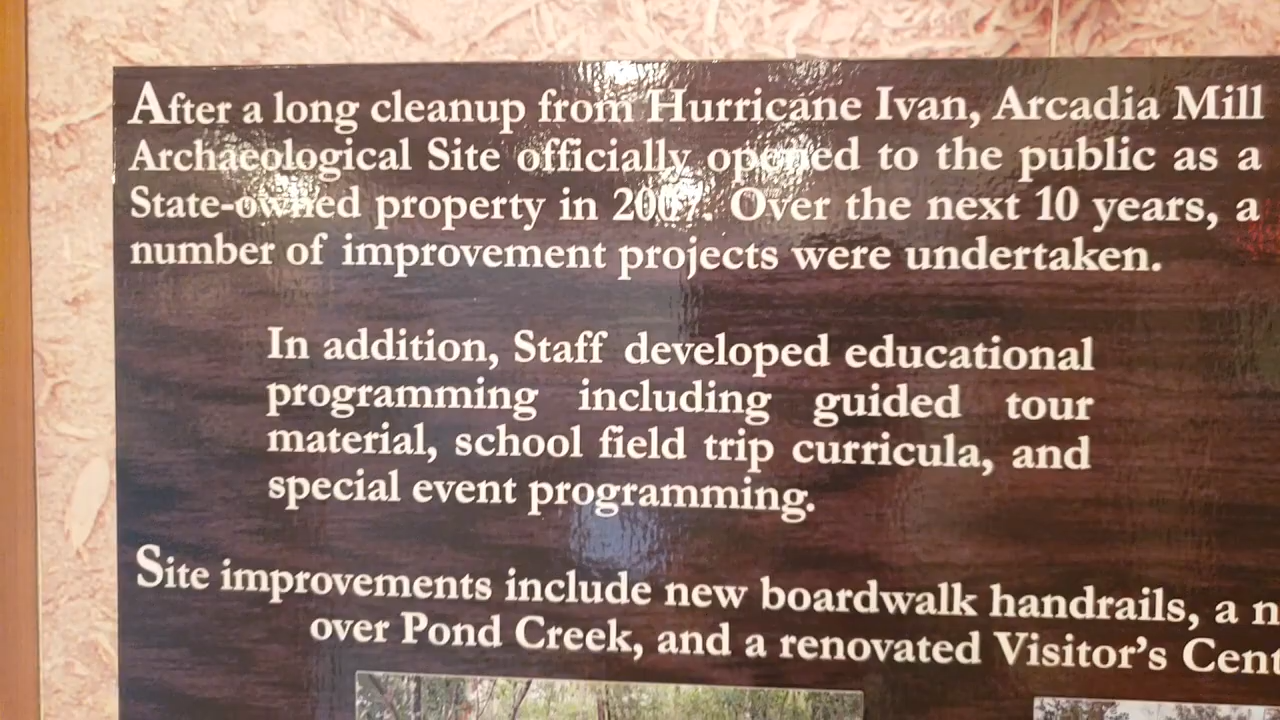 After a long cleanup from Hurricane Ivan, Arcadia Mill
Archaeological Site officially opened to the public as a
State-owned property in 2007. Over the next 10 years, a
number of improvement projects were undertaken.
In addition, Staff developed educational
programming including guided tour
material, school field trip curricula, and
special event programming.
Site improvements include new boardwalk handrails, a n
over Pond Creek, and a renovated Visitor's Cent